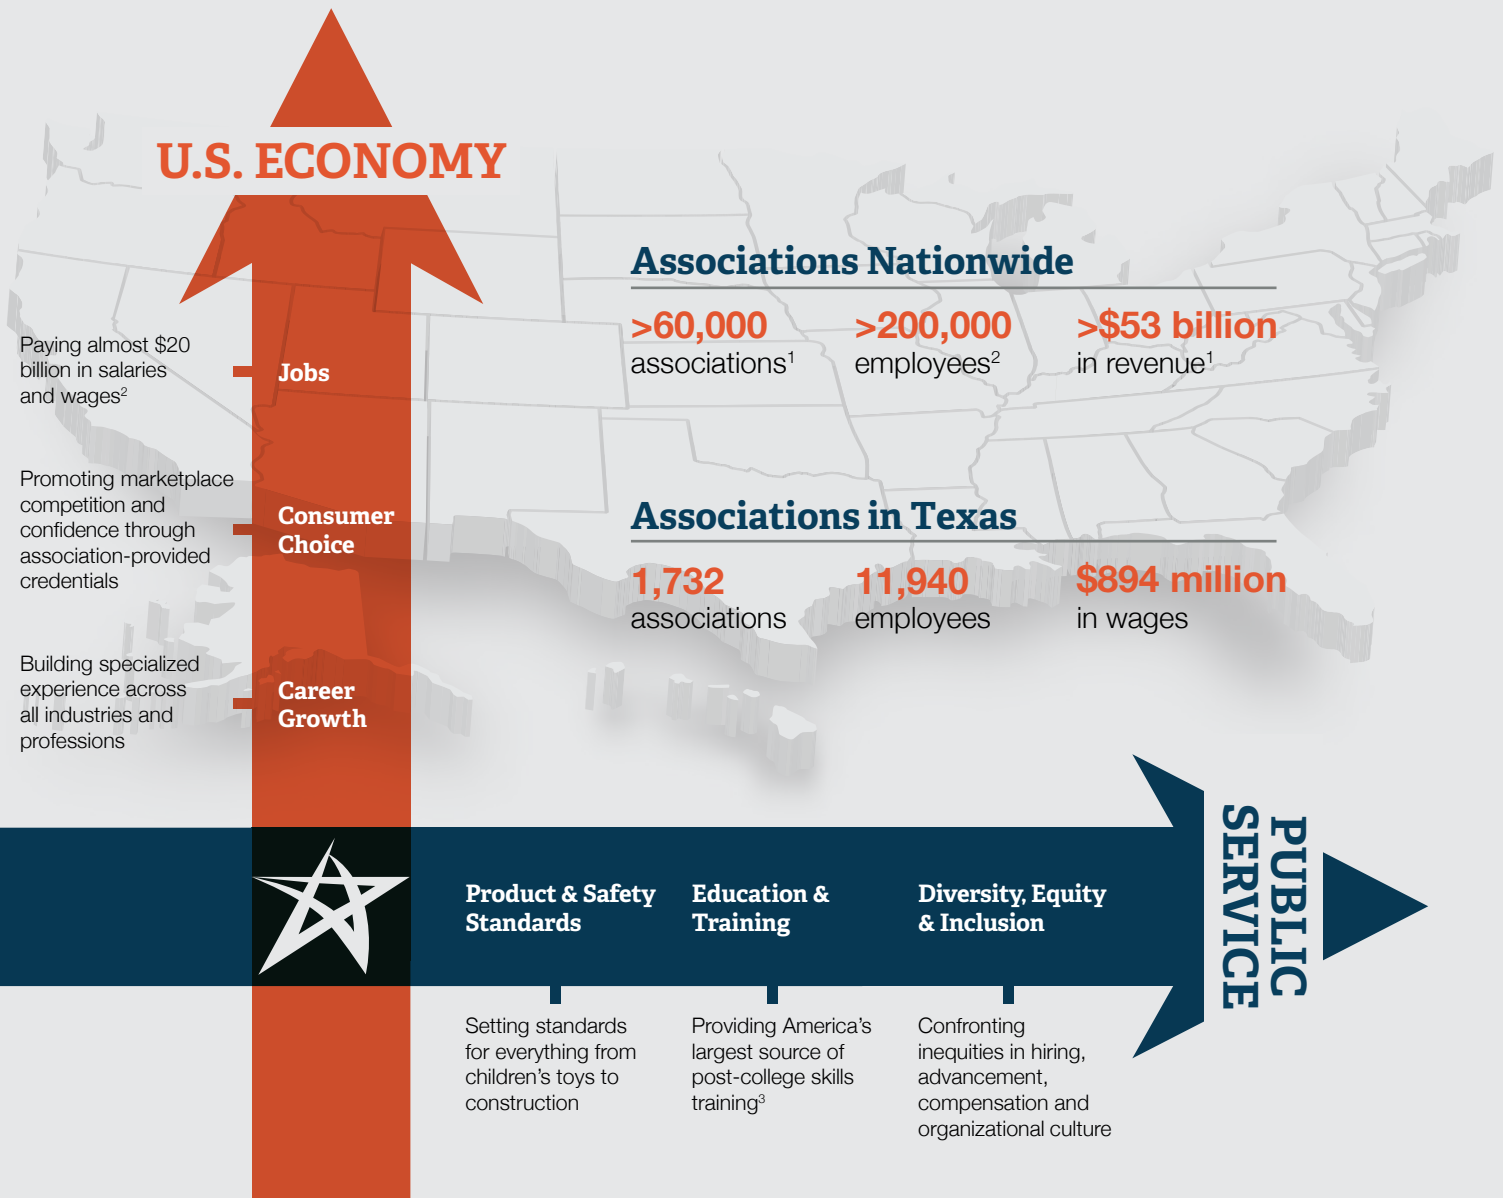 U.S. ECONOMY
Paying almost $20
billion in salaries
and wages²
Jobs
Promoting marketplace
competition and
confidence through
association-provided
credentials
Consumer
Choice
Building specialized
experience across
all industries and
professions
Career
Growth
Associations Nationwide
>60,000
associations¹
>200,000
employees²
>$53 billion
in revenue¹
Associations in Texas
1,732
associations
11,940
employees
$894 million
in wages
Product & Safety
Standards
Education &
Training
Diversity, Equity
& Inclusion
PUBLIC
SERVICE
Setting standards
for everything from
children’s toys to
construction
Providing America’s
largest source of
post-college skills
training³
Confronting
inequities in hiring,
advancement,
compensation and
organizational culture